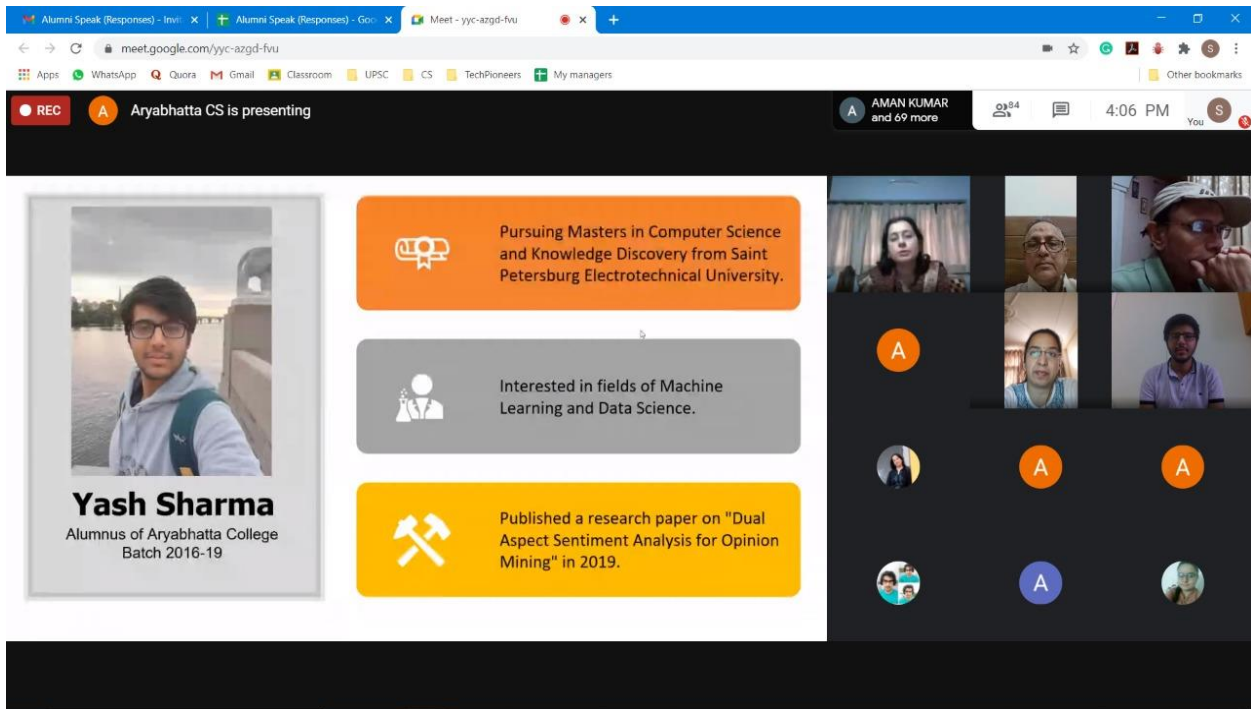 Alumni Speak (Responses) - Invit
Alumni Speak (Responses) - Goo
Meet - yyc-azgd-fvu
meet.google.com/yyc-azgd-fvu
Apps WhatsApp Quora Gmail Classroom UPSC CS TechPioneers My managers Other bookmarks
REC
A
Aryabhatta CS is presenting
A
AMAN KUMAR
and 69 more
84
4:06 PM
You
S
Yash Sharma
Alumnus of Aryabhatta College
Batch 2016-19
Pursuing Masters in Computer Science
and Knowledge Discovery from Saint
Petersburg Electrotechnical University.
Interested in fields of Machine
Learning and Data Science.
Published a research paper on "Dual
Aspect Sentiment Analysis for Opinion
Mining" in 2019.
A
A
A
A